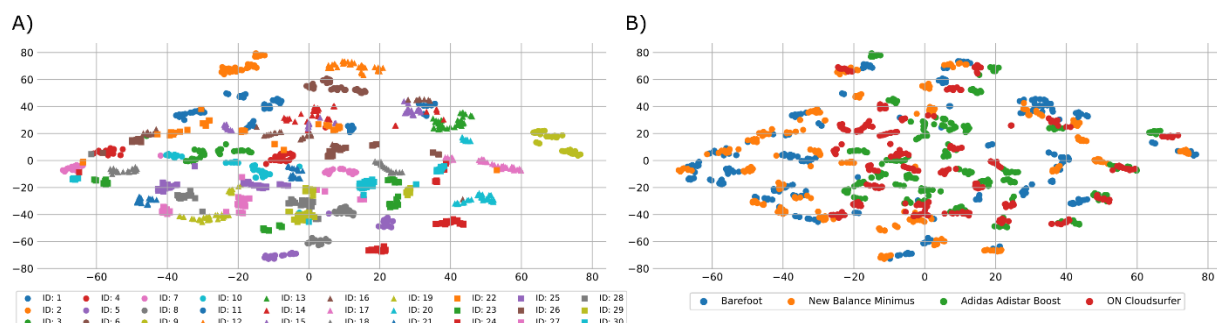 A)
B)
80
60
40
20
0
−20
−40
−60
−80
−60 −40 −20 0 20 40 60 80
80
60
40
20
0
−20
−40
−60
−80
−60 −40 −20 0 20 40 60 80
ID: 1 ID: 4 ID: 7 ID: 10 ID: 13 ID: 16 ID: 19 ID: 22 ID: 25 ID: 28
ID: 2 ID: 5 ID: 8 ID: 11 ID: 14 ID: 17 ID: 20 ID: 23 ID: 26 ID: 29
ID: 3 ID: 6 ID: 9 ID: 12 ID: 15 ID: 18 ID: 21 ID: 24 ID: 27 ID: 30
Barefoot New Balance Minimus Adidas Adistar Boost ON Cloudsurfer